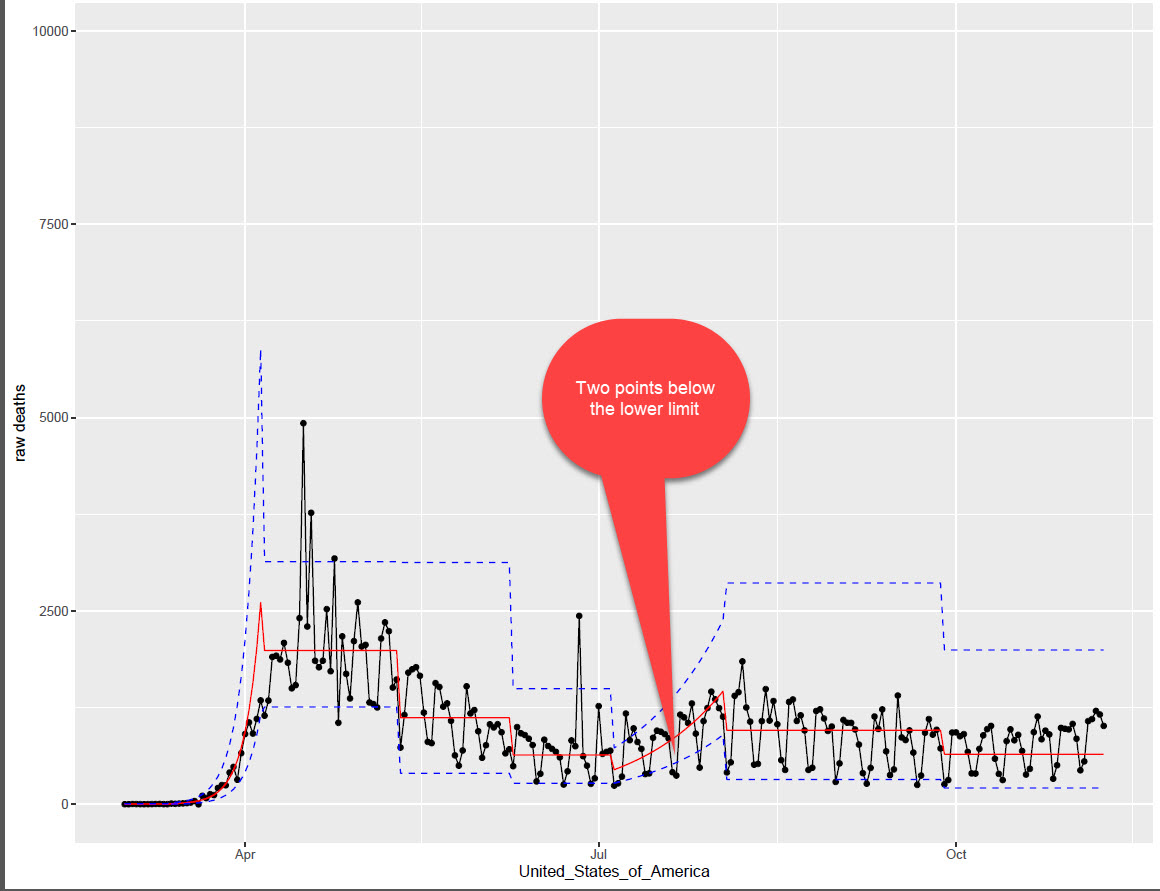 10000
7500
Two points below
the lower limit
5000
raw deaths
2500
0
Apr
Jul
Oct
United_States_of_America